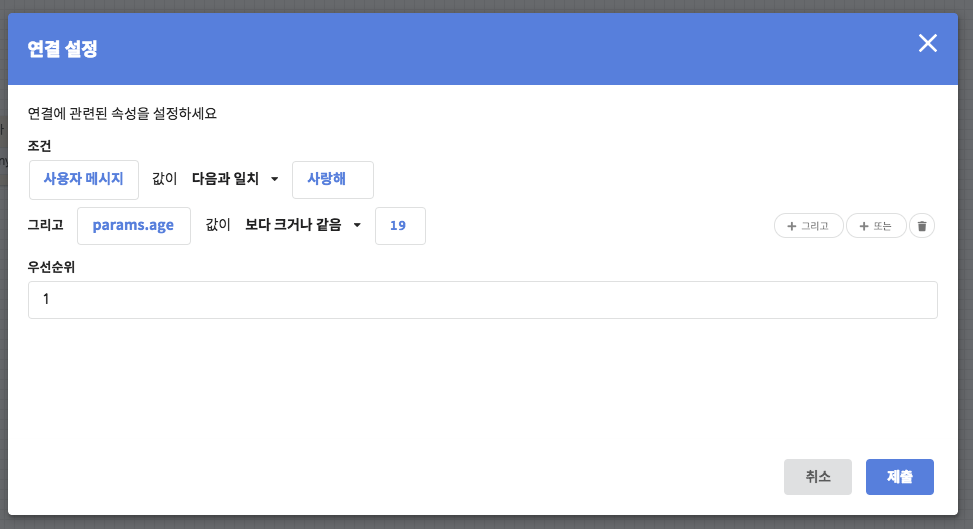 연결 설정
연결에 관련된 속성을 설정하세요
조건
사용자 메시지 값이 다음과 일치 사랑해
그리고 params.age 값이 보다 크거나 같음 19 + 그리고 + 또는
우선순위
1
취소 제출